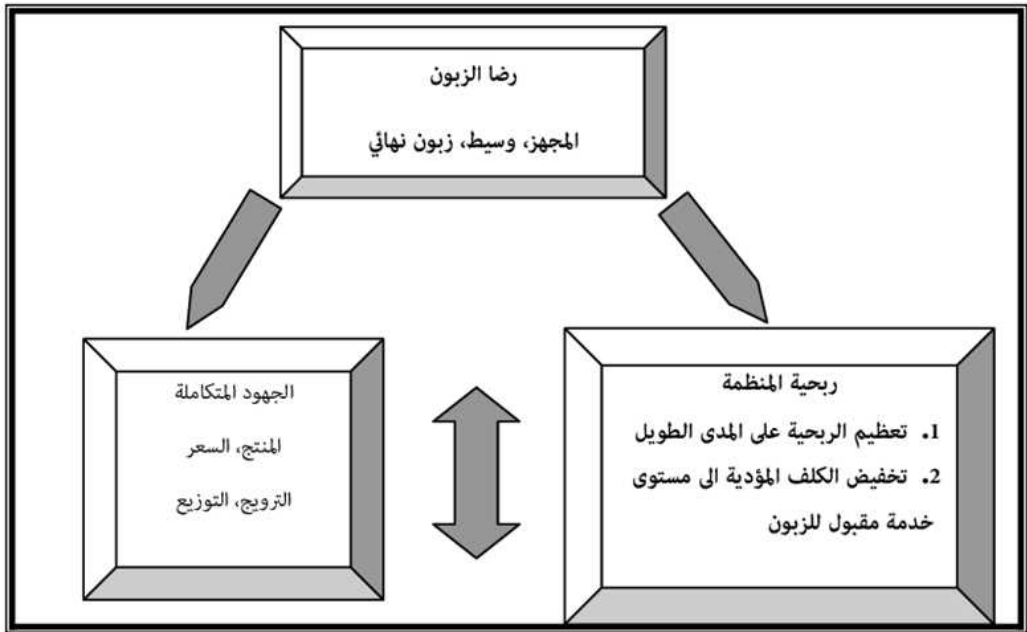 رضا الزبون
المجهز، وسيط، زبون نهائي
ربحية المنظمة
1. تعظيم الربحية على المدى الطويل
2. تخفيض الكلف المؤدية الى مستوى
خدمة مقبول للزبون
الجهود المتكاملة
المنتج، السعر
الترويج، التوزيع